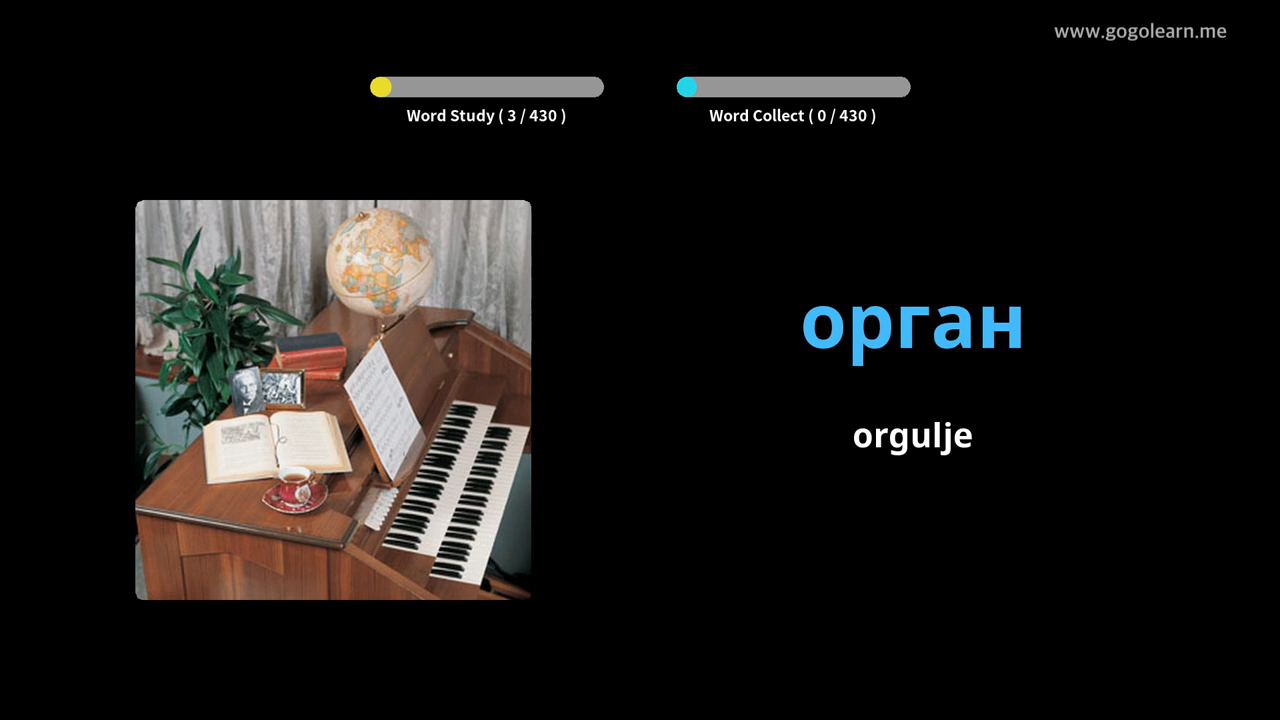 www.gogolearn.me
Word Study ( 3 / 430 )
Word Collect ( 0 / 430 )
орган
orgulje